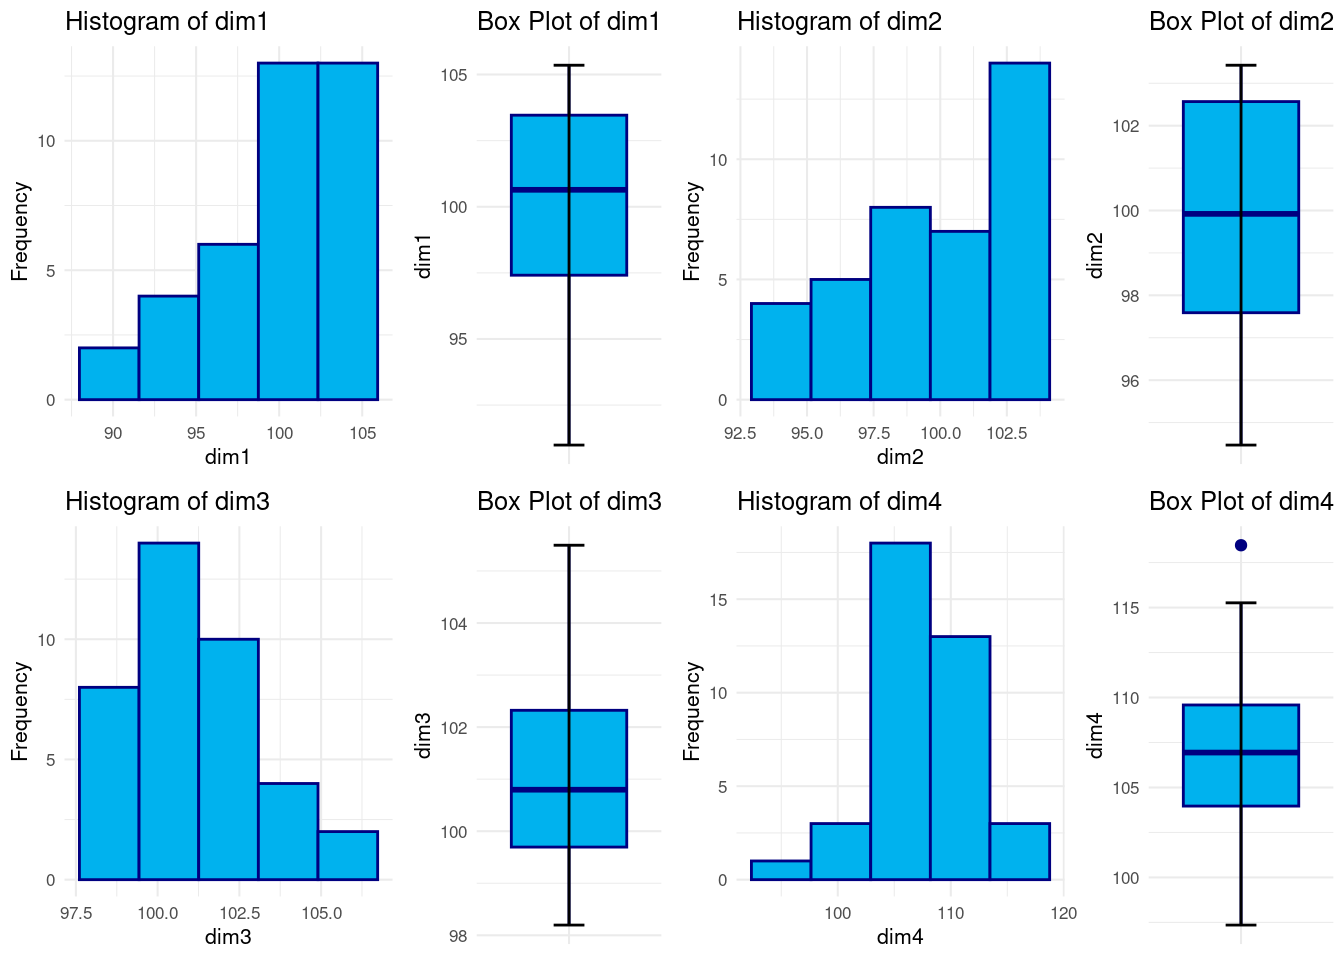 Histogram of dim1
Frequency
10
5
0
90 95 100 105
dim1
Box Plot of dim1
dim1
105
100
95
Histogram of dim2
Frequency
10
5
0
92.5 95.0 97.5 100.0 102.5
dim2
Box Plot of dim2
dim2
102
100
98
96
Histogram of dim3
Frequency
10
5
0
97.5 100.0 102.5 105.0
dim3
Box Plot of dim3
dim3
104
102
100
98
Histogram of dim4
Frequency
15
10
5
0
100 110 120
dim4
Box Plot of dim4
dim4
115
110
105
100